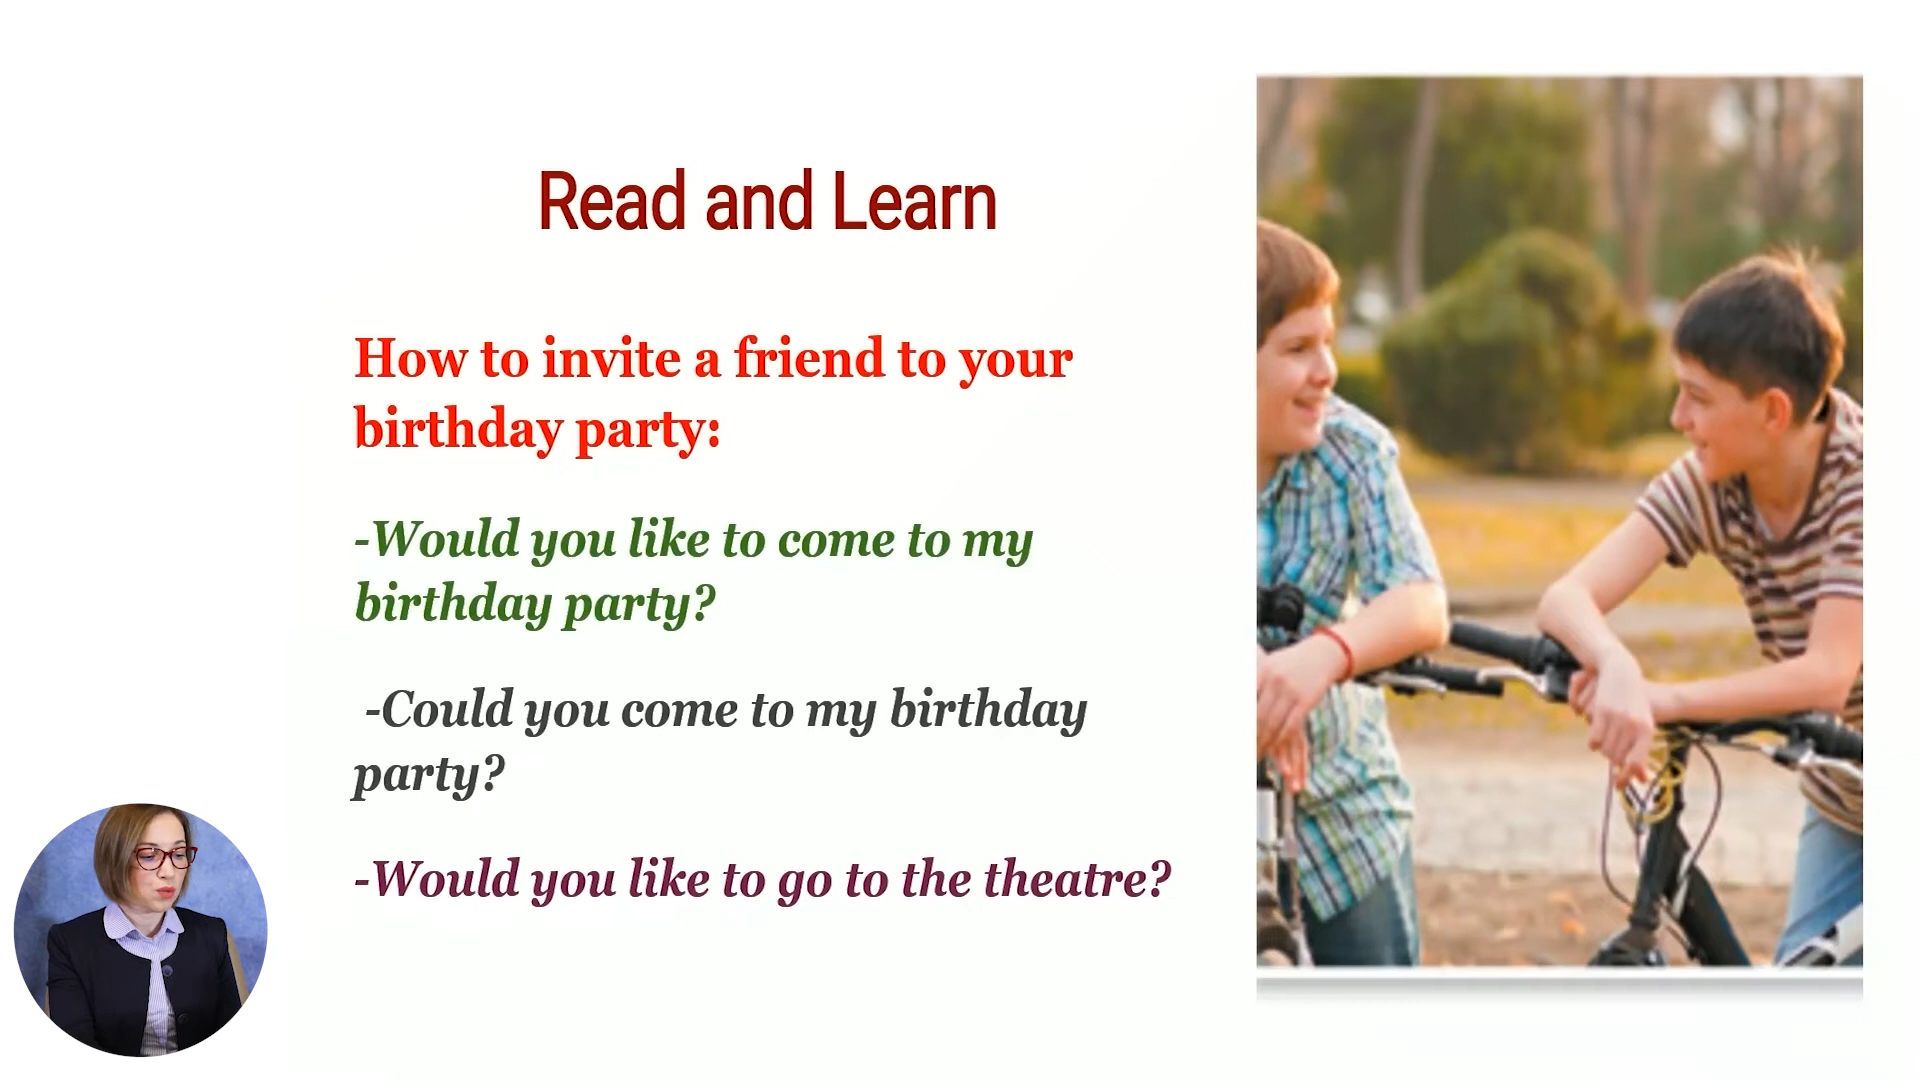 Read and Learn
How to invite a friend to your
birthday party:
-Would you like to come to my
birthday party?
-Could you come to my birthday
party?
-Would you like to go to the theatre?